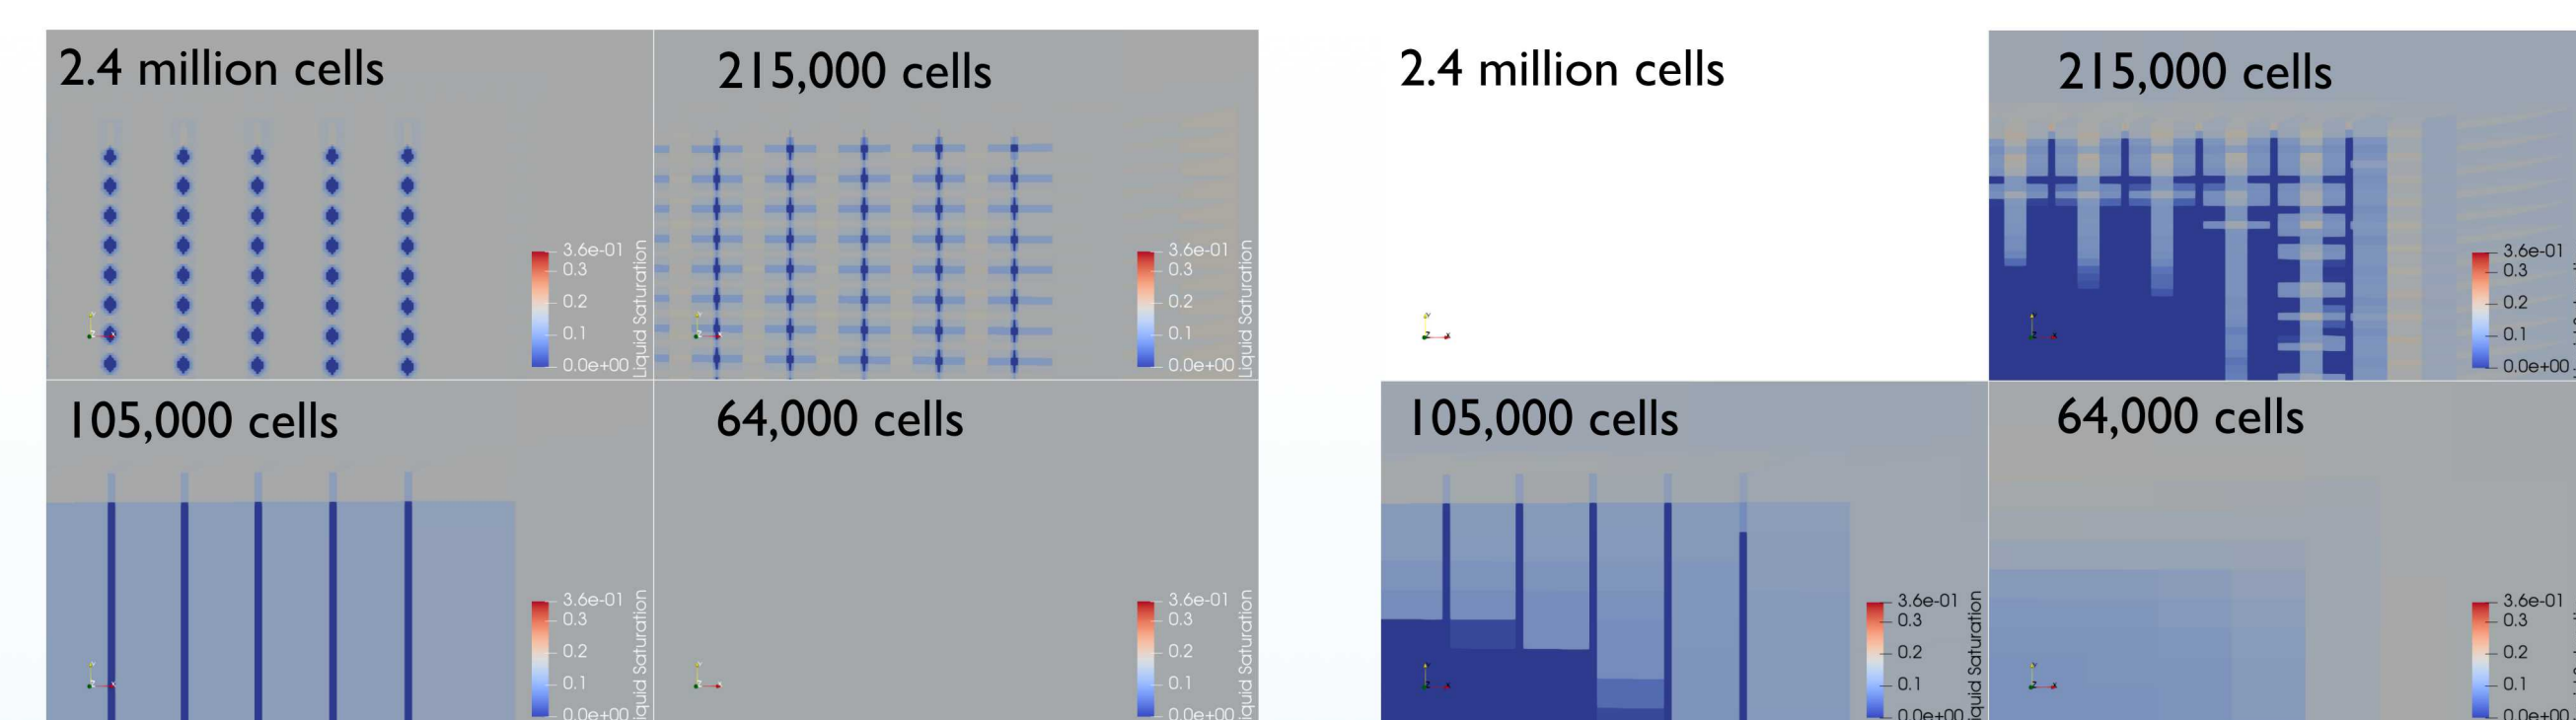 2.4 million cells
215,000 cells
3.6e-01
0.3
0.2
0.1
0.0e+00
Liquid Saturation
3.6e-01
0.3
0.2
0.1
0.0e+00
Liquid Saturation
105,000 cells
64,000 cells
3.6e-01
0.3
0.2
0.1
0.0e+00
iquid Saturation
3.6e-01
0.3
0.2
0.1
0.0e+00
iquid Saturation
2.4 million cells
215,000 cells
3.6e-01
0.3
0.2
0.1
0.0e+00
105,000 cells
64,000 cells
3.6e-01
0.3
0.2
0.1
0.0e+00
iquid Saturation
3.6e-01
0.3
0.2
0.1
0.0e+00